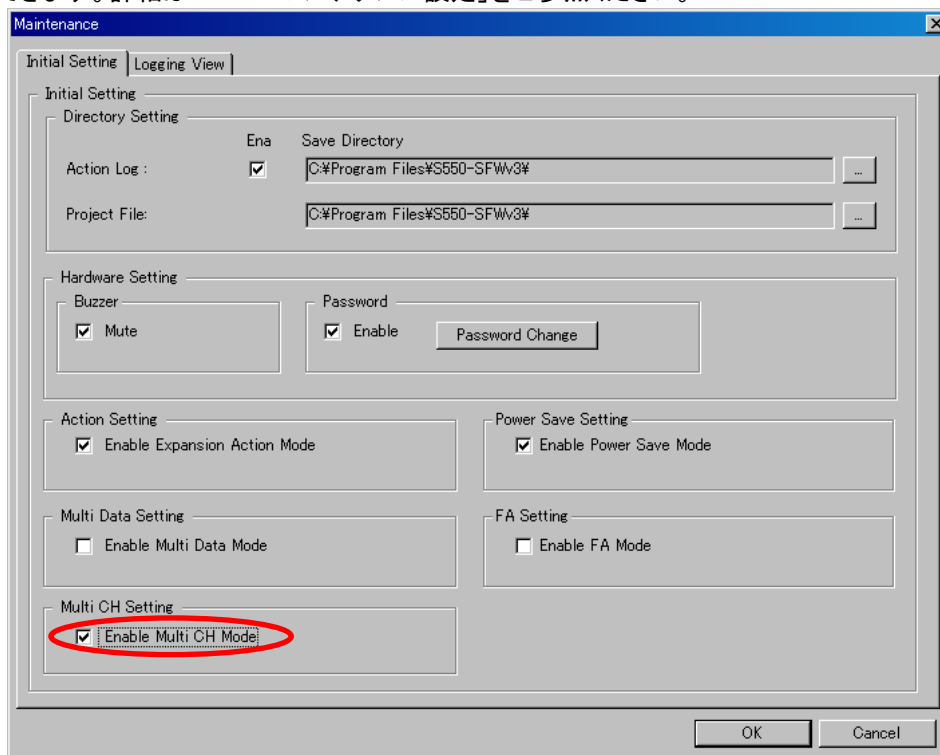 Maintenance
Initial Setting
Logging View
Initial Setting
Directory Setting
Ena Save Directory
Action Log :
C:¥Program Files¥S550-SFWv3¥
...
Project File:
C:¥Program Files¥S550-SFWv3¥
...
Hardware Setting
Buzzer
Mute
Password
Enable
Password Change
Action Setting
Enable Expansion Action Mode
Power Save Setting
Enable Power Save Mode
Multi Data Setting
Enable Multi Data Mode
FA Setting
Enable FA Mode
Multi CH Setting
Enable Multi CH Mode
OK
Cancel